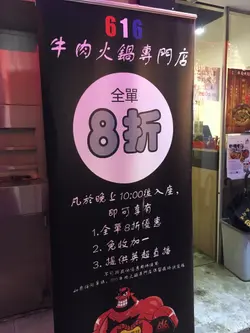 616
牛肉火鍋專門店
全單
8折
凡於晚上10:00後入座，
即可享有
1.全單8折優惠
2.免收加一
3.提供英超直播